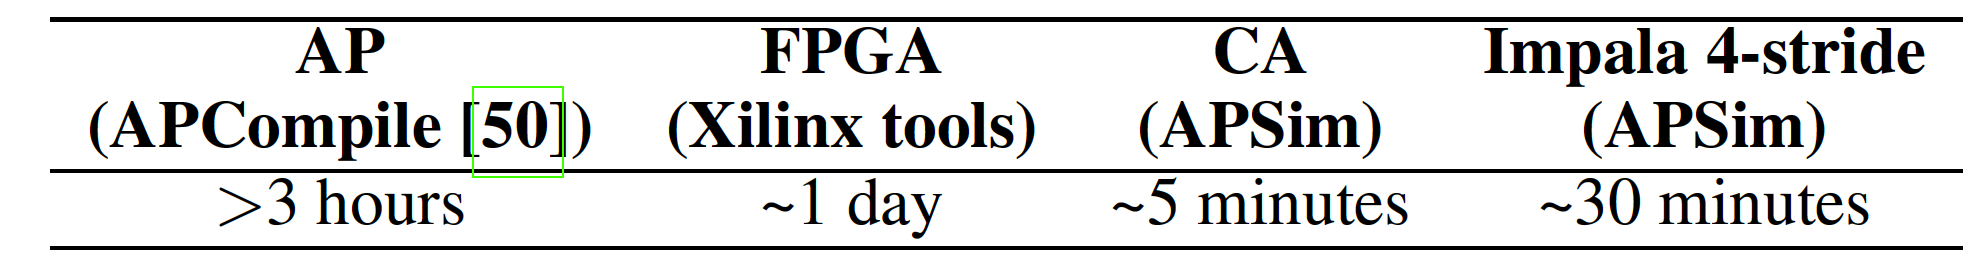 AP FPGA CA Impala 4-stride
(APCompile [50]) (Xilinx tools) (APSim) (APSim)
>3 hours ~1 day ~5 minutes ~30 minutes